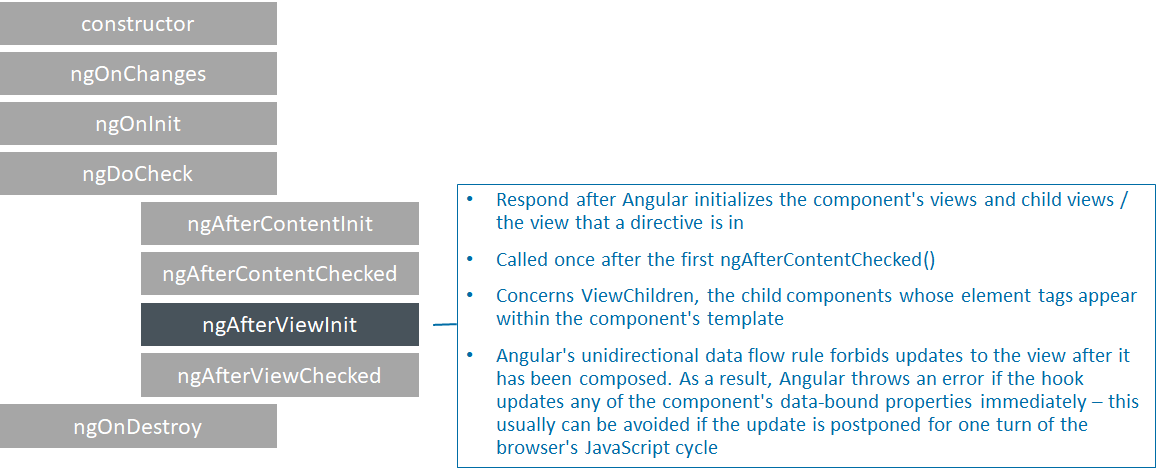 constructor
ngOnChanges
ngOnInit
ngDoCheck
ngAfterContentInit
ngAfterContentChecked
ngAfterViewInit
ngAfterViewChecked
ngOnDestroy
• Respond after Angular initializes the component's views and child views /
the view that a directive is in
• Called once after the first ngAfterContentChecked()
• Concerns ViewChildren, the child components whose element tags appear
within the component's template
• Angular's unidirectional data flow rule forbids updates to the view after it
has been composed. As a result, Angular throws an error if the hook
updates any of the component's data-bound properties immediately – this
usually can be avoided if the update is postponed for one turn of the
browser's JavaScript cycle